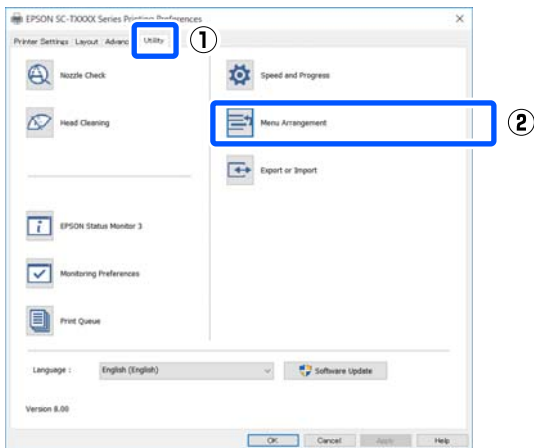 EPSON SC-TXXXX Series Printing Preferences
Printer Settings Layout Advanc Utility
①
Nozzle Check
Speed and Progress
Head Cleaning
Menu Arrangement
②
Export or Import
EPSON Status Monitor 3
Monitoring Preferences
Print Queue
Language : English (English) Software Update
Version 8.00
OK Cancel Apply Help